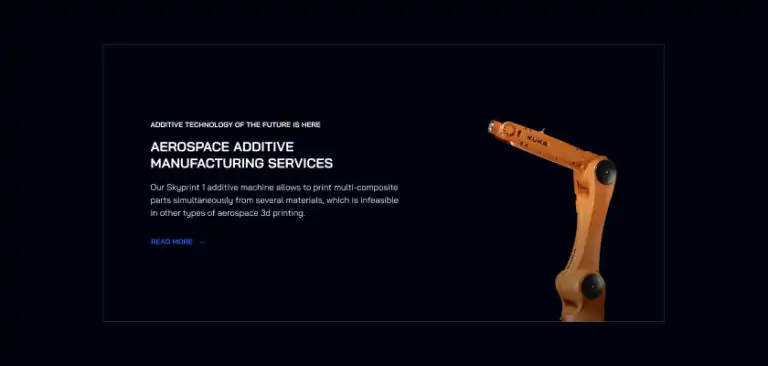 ADDITIVE TECHNOLOGY OF THE FUTURE IS HERE
AEROSPACE ADDITIVE
MANUFACTURING SERVICES
Our Skyprint 1 additive machine allows to print multi-composite
parts simultaneously from several materials, which is infeasible
in other types of aerospace 3d printing.
READ MORE →
KUKA